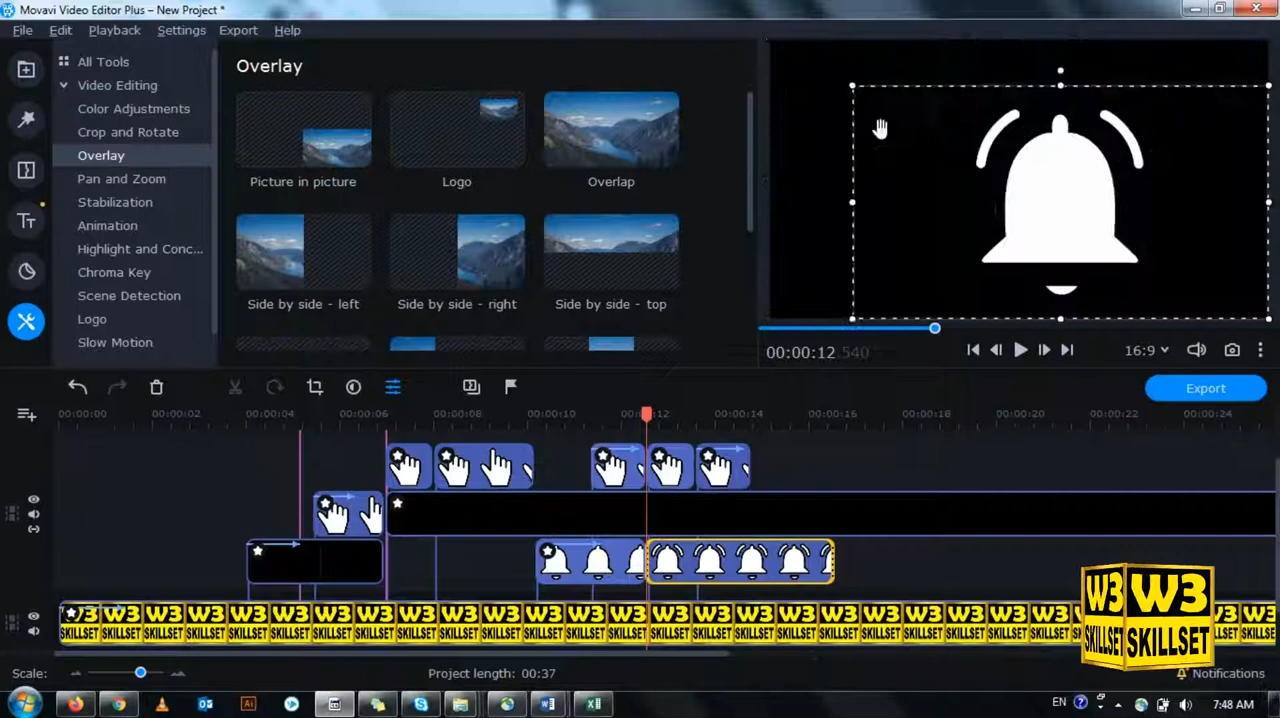 Movavi Video Editor Plus – New Project *
File Edit Playback Settings Export Help
All Tools
Video Editing
Color Adjustments
Crop and Rotate
Overlay
Pan and Zoom
Stabilization
Animation
Highlight and Conc...
Chroma Key
Scene Detection
Logo
Slow Motion
Overlay
Picture in picture
Logo
Overlap
Side by side - left
Side by side - right
Side by side - top
00:00:12.540
16:9
Export
00:00:00 00:00:02 00:00:04 00:00:06 00:00:08 00:00:10 00:00:12 00:00:14 00:00:16 00:00:18 00:00:20 00:00:22 00:00:24
W3
SKILLSET
W3 W3
SKILLSET SKILLSET
Scale:
Project length: 00:37
Notifications
EN
7:48 AM